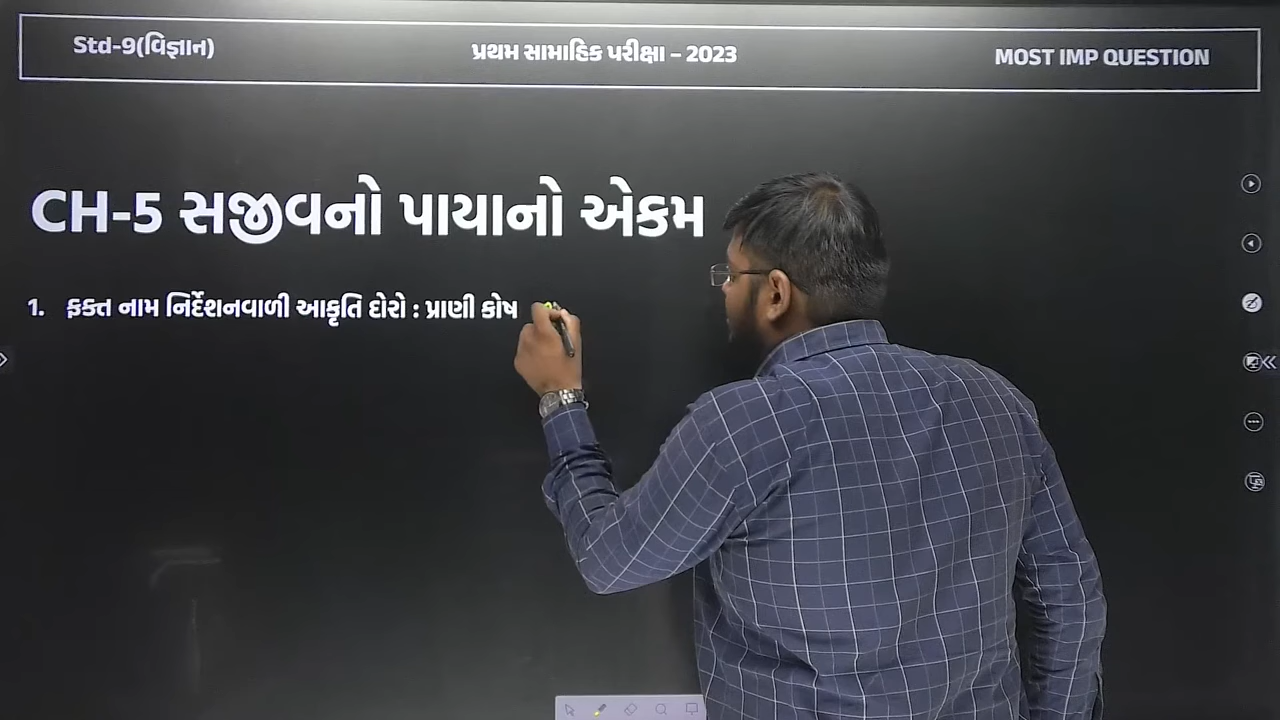 Std-9(વિજ્ઞાન) પ્રથમ સામાહિક પરીક્ષા – 2023 MOST IMP QUESTION
CH-5 સજીવનો પાયાનો એકમ
1. ફક્ત નામ નિર્દેશનવાળી આકૃતિ દોરો : પ્રાણી કોષ